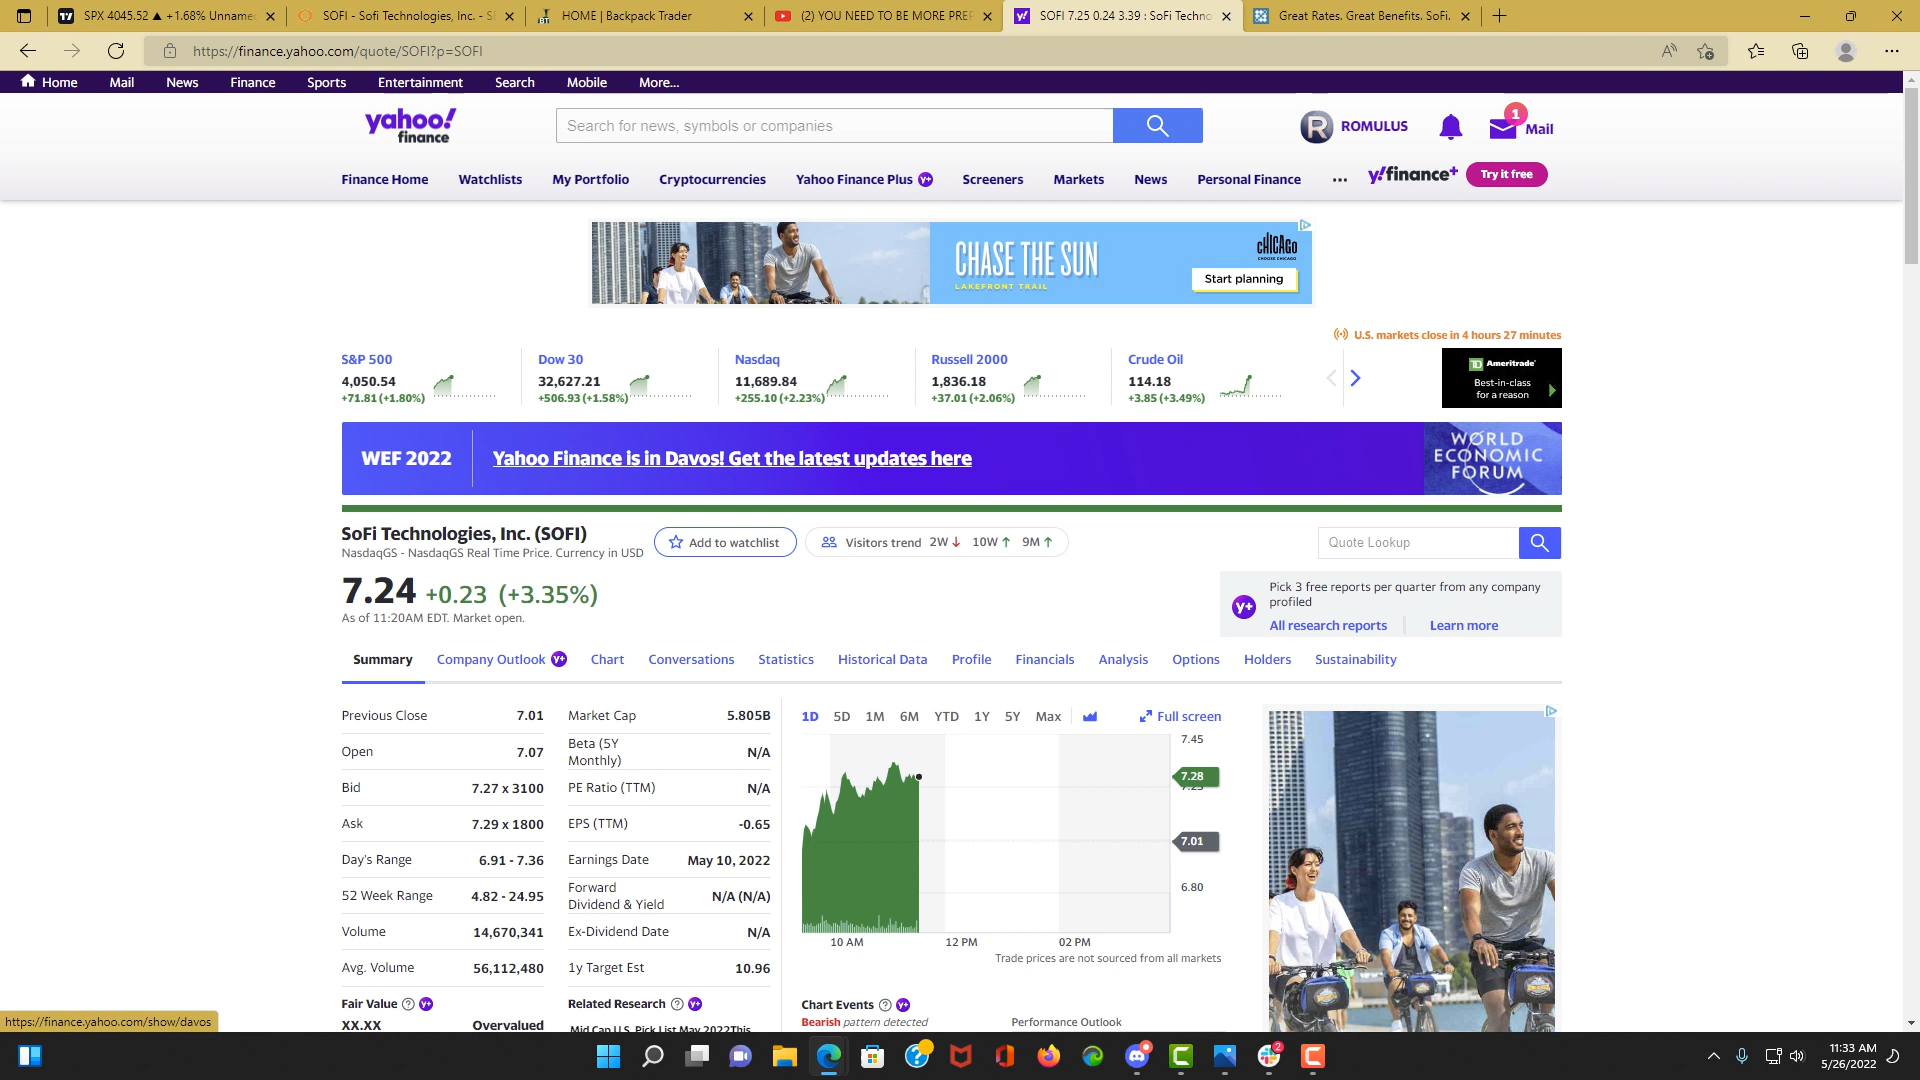 SPX 4045.52 ▲ +1.68% Unname
SOFI - Sofi Technologies, Inc. - S
HOME | Backpack Trader
(2) YOU NEED TO BE MORE PREP
SOFI 7.25 0.24 3.39 : SoFi Techno
Great Rates. Great Benefits. SoFi.
https://finance.yahoo.com/quote/SOFI?p=SOFI
Home Mail News Finance Sports Entertainment Search Mobile More...
yahoo!
finance
Search for news, symbols or companies
R ROMULUS
1
Mail
Finance Home Watchlists My Portfolio Cryptocurrencies Yahoo Finance Plus y+ Screeners Markets News Personal Finance ... y!finance+ Try it free
CHASE THE SUN
LAKEFRONT TRAIL
CHICAGO
CHOOSE CHICAGO
Start planning
U.S. markets close in 4 hours 27 minutes
S&P 500 Dow 30 Nasdaq Russell 2000 Crude Oil
4,050.54 32,627.21 11,689.84 1,836.18 114.18
+71.81 (+1.80%) +506.93 (+1.58%) +255.10 (+2.23%) +37.01 (+2.06%) +3.85 (+3.49%)
TD Ameritrade
Best-in-class
for a reason
WEF 2022 Yahoo Finance is in Davos! Get the latest updates here
WORLD
ECONOMIC
FORUM
SoFi Technologies, Inc. (SOFI)
NasdaqGS - NasdaqGS Real Time Price. Currency in USD
Add to watchlist
Visitors trend 2W ↓ 10W ↑ 9M ↑
Quote Lookup
7.24 +0.23 (+3.35%)
As of 11:20AM EDT. Market open.
y+
Pick 3 free reports per quarter from any company
profiled
All research reports Learn more
Summary Company Outlook y+ Chart Conversations Statistics Historical Data Profile Financials Analysis Options Holders Sustainability
Previous Close 7.01
Open 7.07
Bid 7.27 x 3100
Ask 7.29 x 1800
Day's Range 6.91 - 7.36
52 Week Range 4.82 - 24.95
Volume 14,670,341
Avg. Volume 56,112,480
Fair Value y+
XX.XX Overvalued
Market Cap 5.805B
Beta (5Y
Monthly) N/A
PE Ratio (TTM) N/A
EPS (TTM) -0.65
Earnings Date May 10, 2022
Forward
Dividend & Yield N/A (N/A)
Ex-Dividend Date N/A
1y Target Est 10.96
Related Research y+
Mid Cap U.S. Pick List May 2022This
1D 5D 1M 6M YTD 1Y 5Y Max Full screen
7.45
7.28
7.01
6.80
10 AM 12 PM 02 PM
Trade prices are not sourced from all markets
Chart Events y+
Bearish pattern detected
Performance Outlook
https://finance.yahoo.com/show/davos
2
11:33 AM
5/26/2022